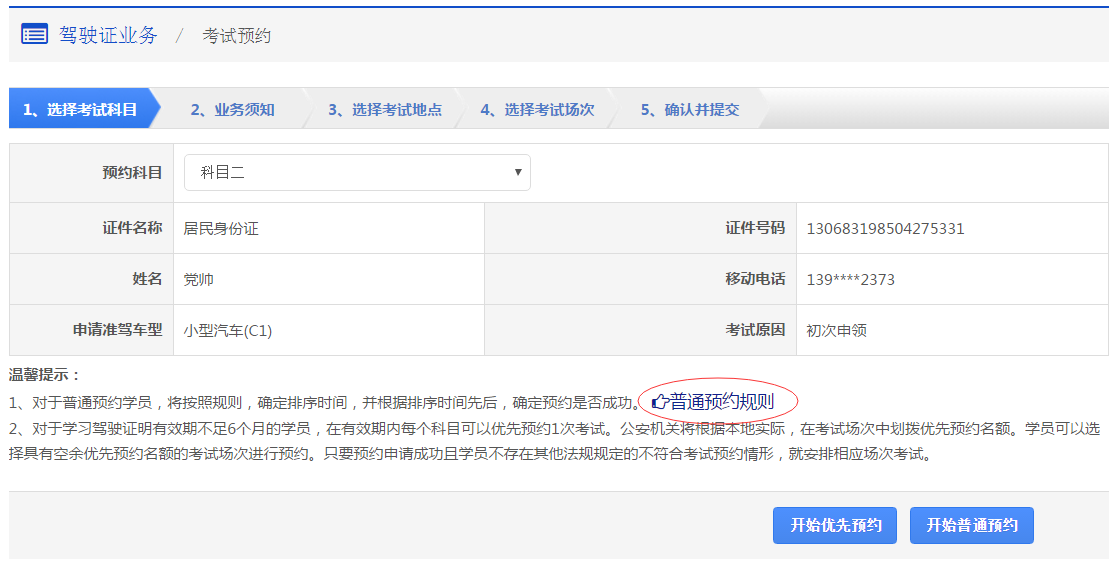 驾驶证业务 / 考试预约
1、选择考试科目 2、业务须知 3、选择考试地点 4、选择考试场次 5、确认并提交
预约科目 科目二
证件名称 居民身份证 证件号码 130683198504275331
姓名 党帅 移动电话 139****2373
申请准驾车型 小型汽车(C1) 考试原因 初次申领
温馨提示：
1、对于普通预约学员，将按照规则，确定排序时间，并根据排序时间先后，确定预约是否成功。普通预约规则
2、对于学习驾驶证明有效期不足6个月的学员，在有效期内每个科目可以优先预约1次考试。公安机关将根据本地实际，在考试场次中划拨优先预约名额。学员可以选
择具有空余优先预约名额的考试场次进行预约。只要预约申请成功且学员不存在其他法规规定的不符合考试预约情形，就安排相应场次考试。
开始优先预约 开始普通预约